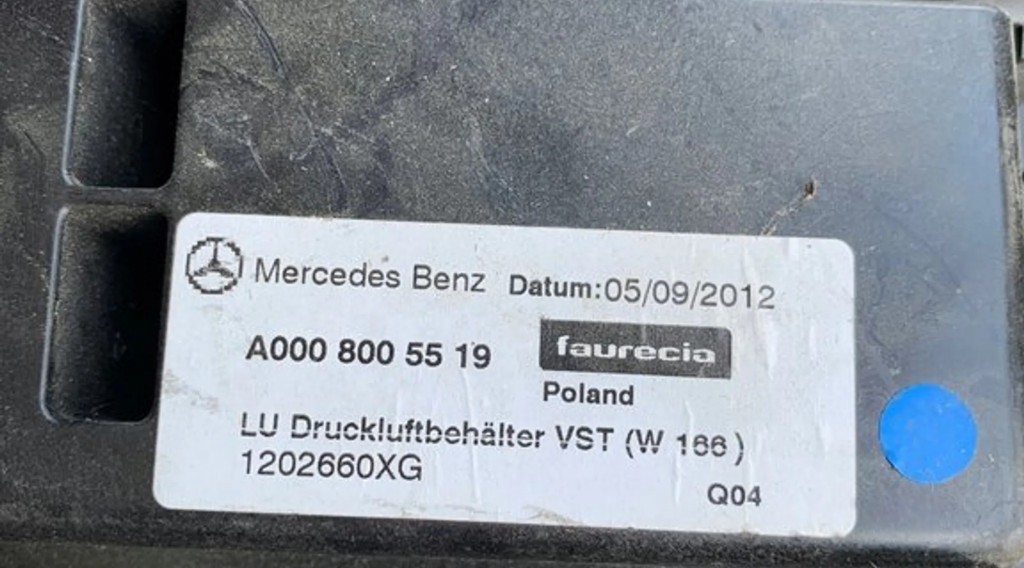 Mercedes Benz Datum:05/09/2012
A000 800 55 19 faurecia
Poland
LU Druckluftbehälter VST (W 166)
1202660XG
Q04